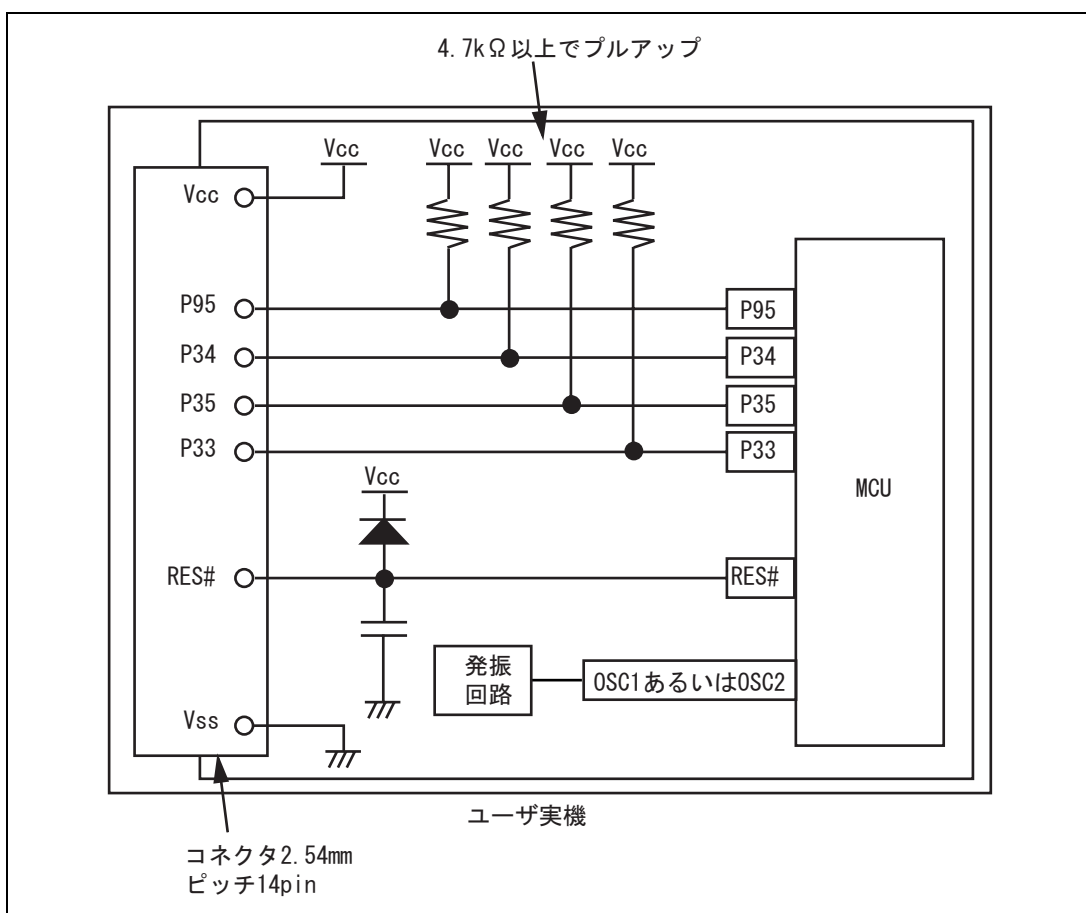 4.7kΩ以上でプルアップ
Vcc
Vcc
Vcc
Vcc
Vcc
Vcc
P95
P95
P34
P34
P35
P35
P33
P33
Vcc
MCU
RES#
RES#
発振
回路
OSC1あるいはOSC2
Vss
ユーザ実機
コネクタ2.54mm
ピッチ14pin